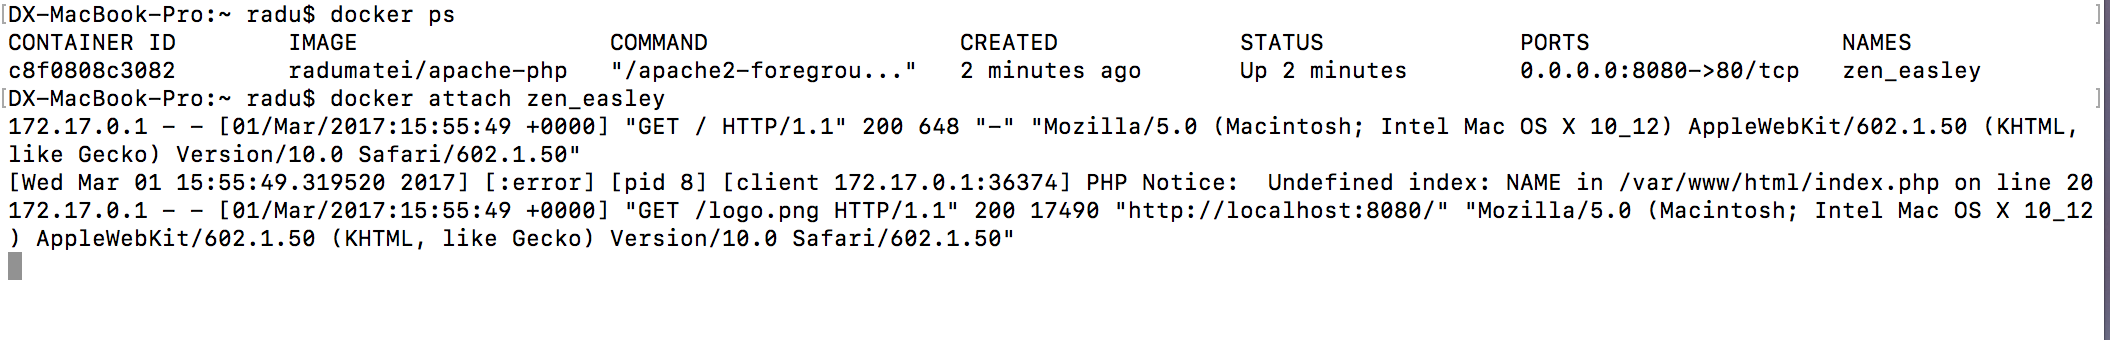 [DX-MacBook-Pro:~ radu$ docker ps ]
CONTAINER ID IMAGE COMMAND CREATED STATUS PORTS NAMES
c8f0808c3082 radumatei/apache-php "/apache2-foregrou..." 2 minutes ago Up 2 minutes 0.0.0.0:8080->80/tcp zen_easley
[DX-MacBook-Pro:~ radu$ docker attach zen_easley ]
172.17.0.1 - - [01/Mar/2017:15:55:49 +0000] "GET / HTTP/1.1" 200 648 "-" "Mozilla/5.0 (Macintosh; Intel Mac OS X 10_12) AppleWebKit/602.1.50 (KHTML,
like Gecko) Version/10.0 Safari/602.1.50"
[Wed Mar 01 15:55:49.319520 2017] [:error] [pid 8] [client 172.17.0.1:36374] PHP Notice:  Undefined index: NAME in /var/www/html/index.php on line 20
172.17.0.1 - - [01/Mar/2017:15:55:49 +0000] "GET /logo.png HTTP/1.1" 200 17490 "http://localhost:8080/" "Mozilla/5.0 (Macintosh; Intel Mac OS X 10_12
) AppleWebKit/602.1.50 (KHTML, like Gecko) Version/10.0 Safari/602.1.50"